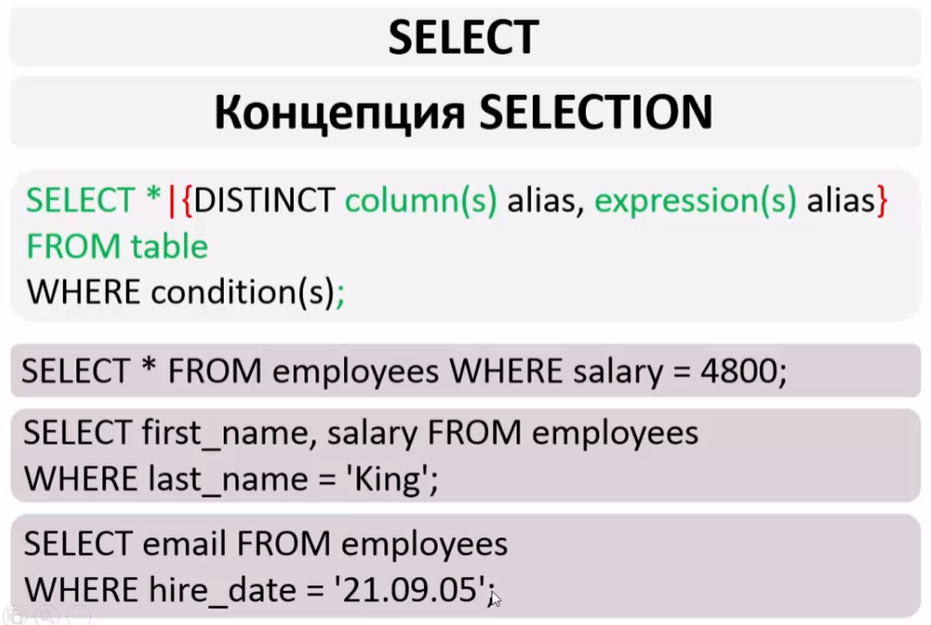 SELECT
Концепция SELECTION
SELECT *|{DISTINCT column(s) alias, expression(s) alias}
FROM table
WHERE condition(s);
SELECT * FROM employees WHERE salary = 4800;
SELECT first_name, salary FROM employees
WHERE last_name = 'King';
SELECT email FROM employees
WHERE hire_date = '21.09.05';